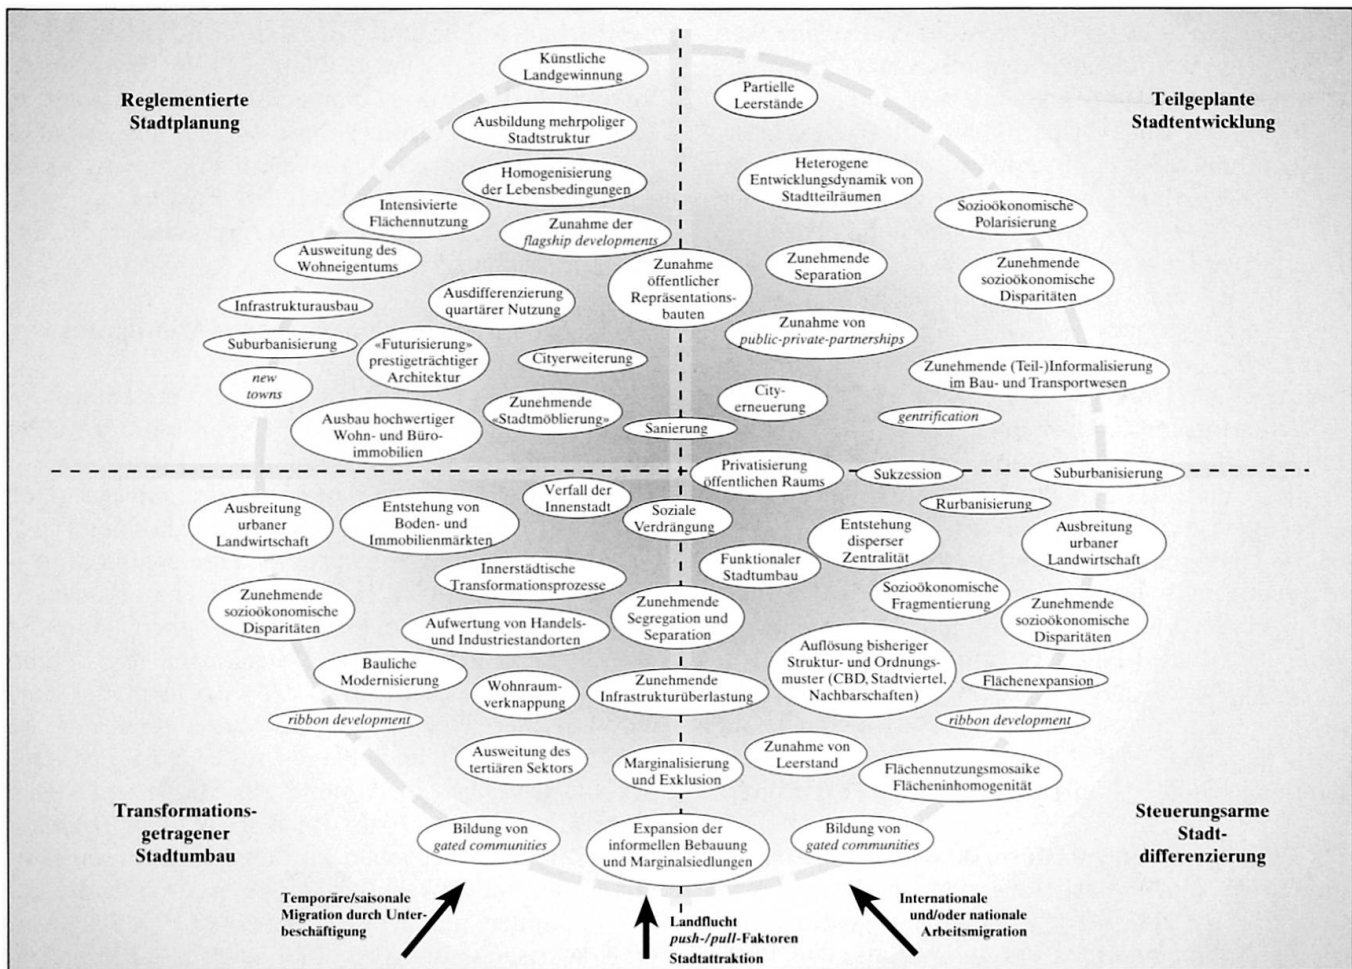 Reglementierte
Stadtplanung
Künstliche
Landgewinnung
Ausbildung mehrpoliger
Stadtstruktur
Homogenisierung
der Lebensbedingungen
Intensivierte
Flächennutzung
Zunahme der
flagship developments
Ausweitung des
Wohneigentums
Zunahme
öffentlicher
Repräsentations-
bauten
Infrastrukturausbau
Ausdifferenzierung
quartärer Nutzung
Suburbanisierung
«Futurisierung»
prestigeträchtiger
Architektur
Cityerweiterung
new
towns
Ausbau hochwertiger
Wohn- und Büro-
immobilien
Zunehmende
«Stadtmöblierung»
Sanierung
Teilgeplante
Stadtentwicklung
Partielle
Leerstände
Heterogene
Entwicklungsdynamik von
Stadtteilräumen
Sozioökonomische
Polarisierung
Zunehmende
Separation
Zunehmende
sozioökonomische
Disparitäten
Zunahme von
public-private-partnerships
Zunehmende (Teil-)Informalisierung
im Bau- und Transportwesen
City-
erneuerung
gentrification
Privatisierung
öffentlichen Raums
Sukzession
Suburbanisierung
Rurbanisierung
Ausbreitung
urbaner
Landwirtschaft
Entstehung von
Boden- und
Immobilienmärkten
Verfall der
Innenstadt
Soziale
Verdrängung
Innerstädtische
Transformationsprozesse
Zunehmende
sozioökonomische
Disparitäten
Aufwertung von Handels-
und Industriestandorten
Zunehmende
Segregation und
Separation
Bauliche
Modernisierung
Wohnraum-
verknappung
Zunehmende
Infrastrukturüberlastung
ribbon development
Ausweitung des
tertiären Sektors
Marginalisierung
und Exklusion
Transformations-
getragener
Stadtumbau
Bildung von
gated communities
Expansion der
informellen Bebauung
und Marginalsiedlungen
Funktionaler
Stadtumbau
Entstehung
disperser
Zentralität
Ausbreitung
urbaner
Landwirtschaft
Sozioökonomische
Fragmentierung
Zunehmende
sozioökonomische
Disparitäten
Auflösung bisheriger
Struktur- und Ordnungs-
muster (CBD, Stadtviertel,
Nachbarschaften)
Flächenexpansion
ribbon development
Zunahme von
Leerstand
Flächennutzungsmosaike
Flächeninhomogenität
Bildung von
gated communities
Steuerungsarme
Stadt-
differenzierung
Temporäre/saisonale
Migration durch Unter-
beschäftigung
Landflucht
push-/pull-Faktoren
Stadtattraktion
Internationale
und/oder nationale
Arbeitsmigration